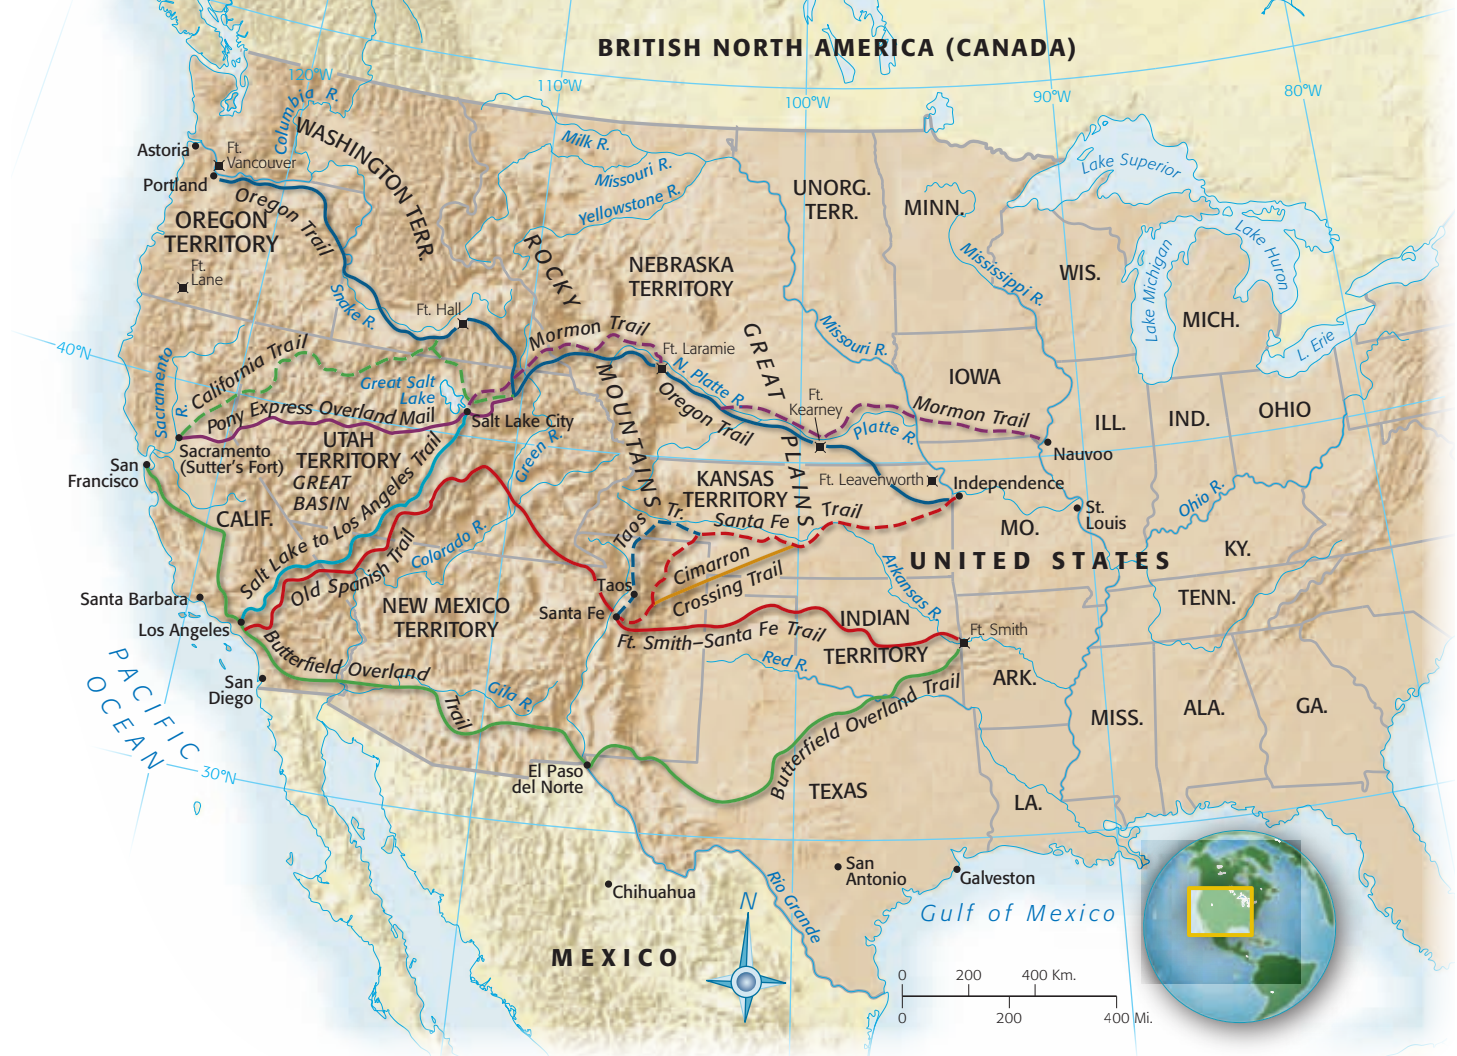 BRITISH NORTH AMERICA (CANADA)
120°W
110°W
100°W
90°W
80°W
Columbia R.
WASHINGTON TERR.
Milk R.
Missouri R.
Yellowstone R.
Astoria
Ft.
Vancouver
Portland
Oregon Trail
OREGON
TERRITORY
Ft.
Lane
Snake R.
Ft. Hall
ROCKY
MOUNTAINS
UNORG.
TERR.
MINN.
Lake Superior
Mississippi R.
WIS.
Lake Michigan
Lake Huron
MICH.
L. Erie
NEBRASKA
TERRITORY
GREAT
PLAINS
Missouri R.
Mormon Trail
Ft. Laramie
N. Platte R.
Oregon Trail
Ft.
Kearney
Platte R.
IOWA
Mormon Trail
Nauvoo
ILL.
IND.
OHIO
40°N
Sacramento
R.
California Trail
Great Salt
Lake
Pony Express Overland Mail
Salt Lake City
Sacramento
(Sutter's Fort)
UTAH
TERRITORY
GREAT
BASIN
San
Francisco
CALIF.
Green R.
Salt Lake to Los Angeles Trail
Old Spanish Trail
Colorado R.
KANSAS
TERRITORY
Ft. Leavenworth
Independence
St.
Louis
MO.
Ohio R.
KY.
Taos Tr.
Santa Fe Trail
Cimarron
Crossing Trail
Arkansas R.
UNITED STATES
TENN.
Taos
Santa Fe
NEW MEXICO
TERRITORY
Santa Barbara
Los Angeles
Ft. Smith–Santa Fe Trail
INDIAN
TERRITORY
Ft. Smith
Red R.
ARK.
Butterfield Overland
Trail
San
Diego
Gila R.
PACIFIC
OCEAN
30°N
El Paso
del Norte
Butterfield Overland Trail
TEXAS
LA.
MISS.
ALA.
GA.
San
Antonio
Galveston
Gulf of Mexico
Chihuahua
Rio Grande
MEXICO
N
0 200 400 Km.
0 200 400 Mi.